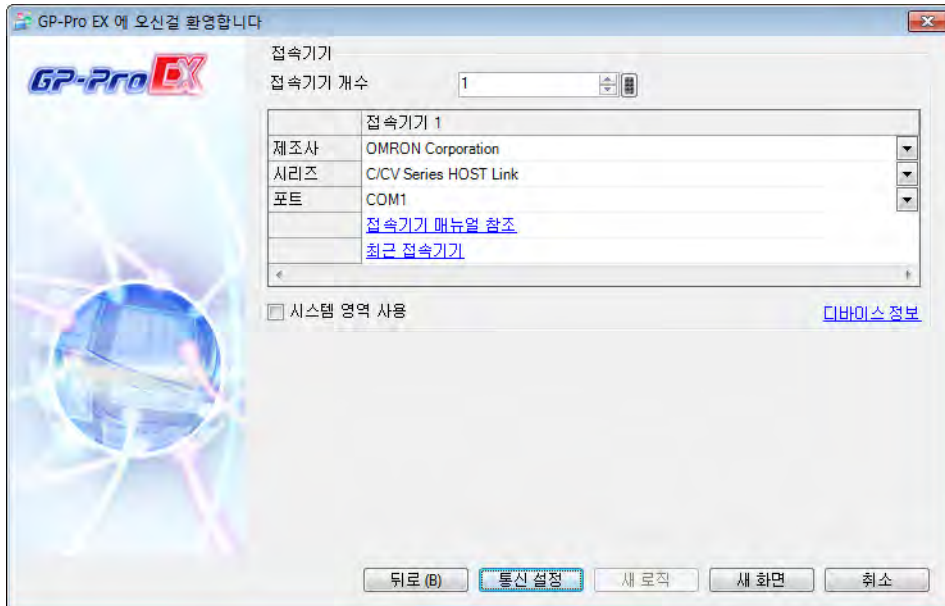 GP-Pro EX 에 오신걸 환영합니다
GP-Pro EX
접속기기
접속기기 개수 1
접속기기 1
제조사 OMRON Corporation
시리즈 C/CV Series HOST Link
포트 COM1
접속기기 매뉴얼 참조
최근 접속기기
시스템 영역 사용 디바이스 정보
뒤로 (B) 통신 설정 새 로직 새 화면 취소